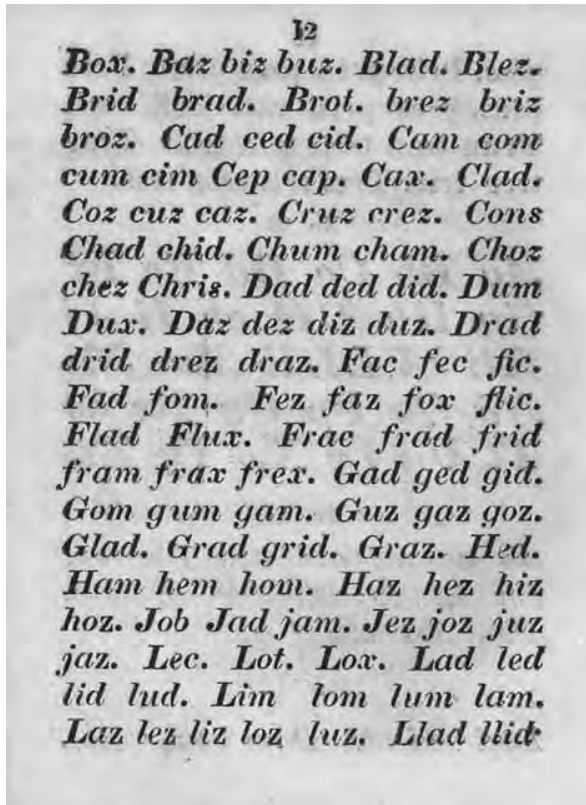 12
Box. Baz biz buz. Blad. Blez.
Brid brad. Brot. brez briz
broz. Cad ced cid. Cam com
cum cim Cep cap. Cax. Clad.
Coz cuz caz. Cruz crez. Cons
Chad chid. Chum cham. Choz
chez Chris. Dad ded did. Dum
Dux. Daz dez diz duz. Drad
drid drez draz. Fac fec fic.
Fad fom. Fez faz fox flic.
Flad Flux. Frac frad frid
fram frax frex. Gad ged gid.
Gom gum gam. Guz gaz goz.
Glad. Grad grid. Graz. Hed.
Ham hem hom. Haz hez hiz
hoz. Job Jad jam. Jez joz juz
jaz. Lec. Lot. Lox. Lad led
lid lud. Lim lom lum lam.
Laz lez liz loz luz. Llad llid